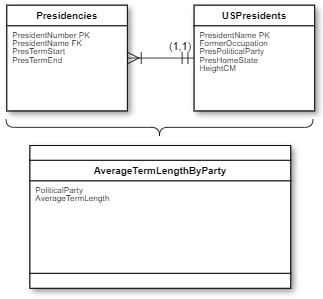 Presidencies
PresidentNumber PK
PresidentName FK
PresTermStart
PresTermEnd
(1,1)
USPresidents
PresidentName PK
FormerOccupation
PresPoliticalParty
PresHomeState
HeightCM
AverageTermLengthByParty
PoliticalParty
AverageTermLength